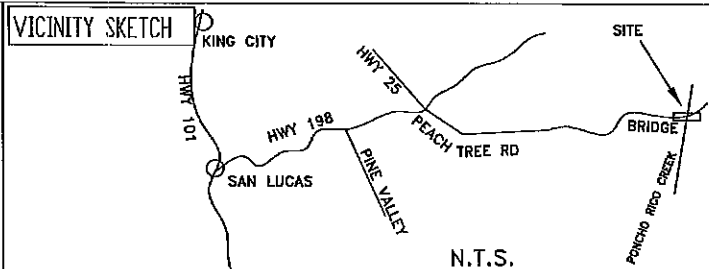 VICINITY SKETCH
KING CITY
SITE
HWY 25
HWY 101
HWY 198
PEACH TREE RD
BRIDGE
SAN LUCAS
PINE VALLEY
PONCHO RICO CREEK
N.T.S.